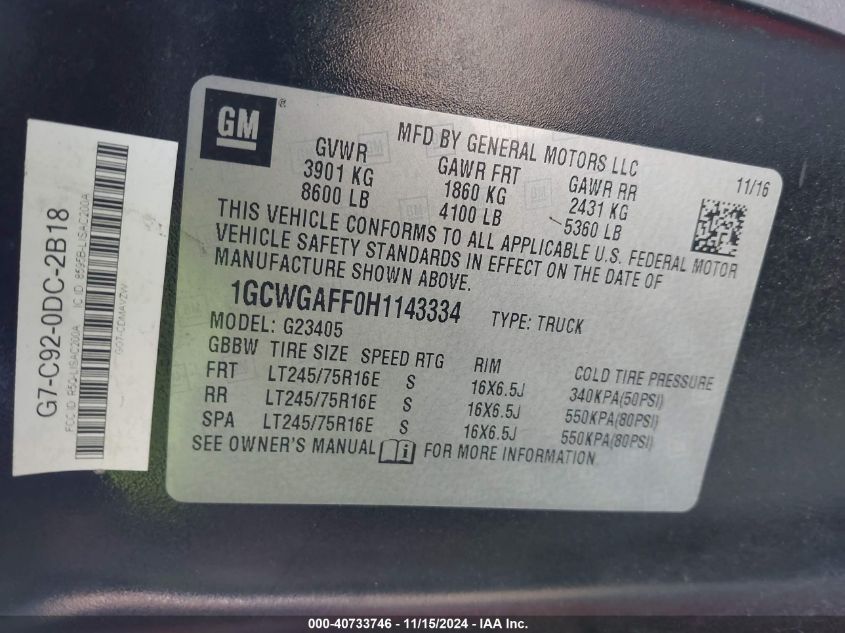 G7-C92-0DC-2B18
GO7-CDMAVZW
GM
®
MFD BY GENERAL MOTORS LLC
GVWR GAWR FRT GAWR RR 11/16
3901 KG 1860 KG 2431 KG
8600 LB 4100 LB 5360 LB
THIS VEHICLE CONFORMS TO ALL APPLICABLE U.S. FEDERAL MOTOR
VEHICLE SAFETY STANDARDS IN EFFECT ON THE DATE OF
MANUFACTURE SHOWN ABOVE.
1GCWGAFF0H1143334 TYPE: TRUCK
MODEL: G23405
GBBW TIRE SIZE SPEED RTG RIM COLD TIRE PRESSURE
FRT LT245/75R16E S 16X6.5J 340KPA(50PSI)
RR LT245/75R16E S 16X6.5J 550KPA(80PSI)
SPA LT245/75R16E S 16X6.5J 550KPA(80PSI)
SEE OWNER'S MANUAL i FOR MORE INFORMATION
000-40733746 - 11/15/2024 - IAA Inc.